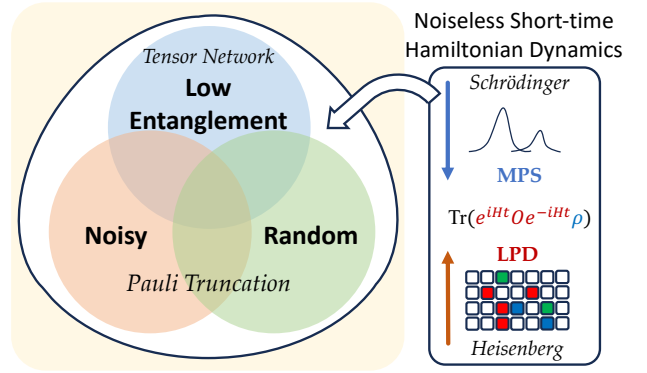 Tensor Network
Low
Entanglement
Noisy
Random
Pauli Truncation
Noiseless Short-time
Hamiltonian Dynamics
Schrödinger
MPS
Tr(e^{iHt}Oe^{-iHt}ρ)
LPD
Heisenberg